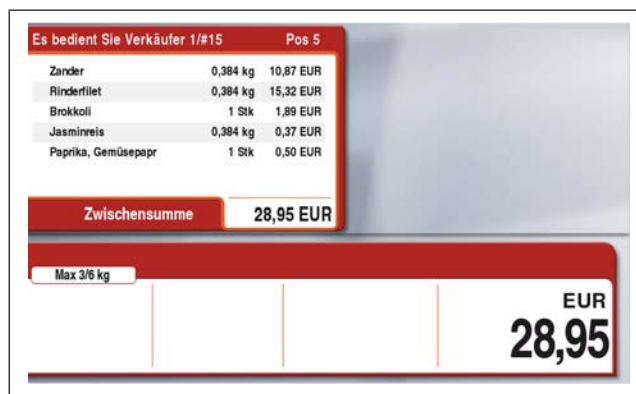 Es bedient Sie Verkäufer 1/#15 Pos 5
Zander 0,384 kg 10,87 EUR
Rinderfilet 0,384 kg 15,32 EUR
Brokkoli 1 Stk 1,89 EUR
Jasminreis 0,384 kg 0,37 EUR
Paprika, Gemüsepapr 1 Stk 0,50 EUR
Zwischensumme 28,95 EUR
Max 3/6 kg
EUR
28,95